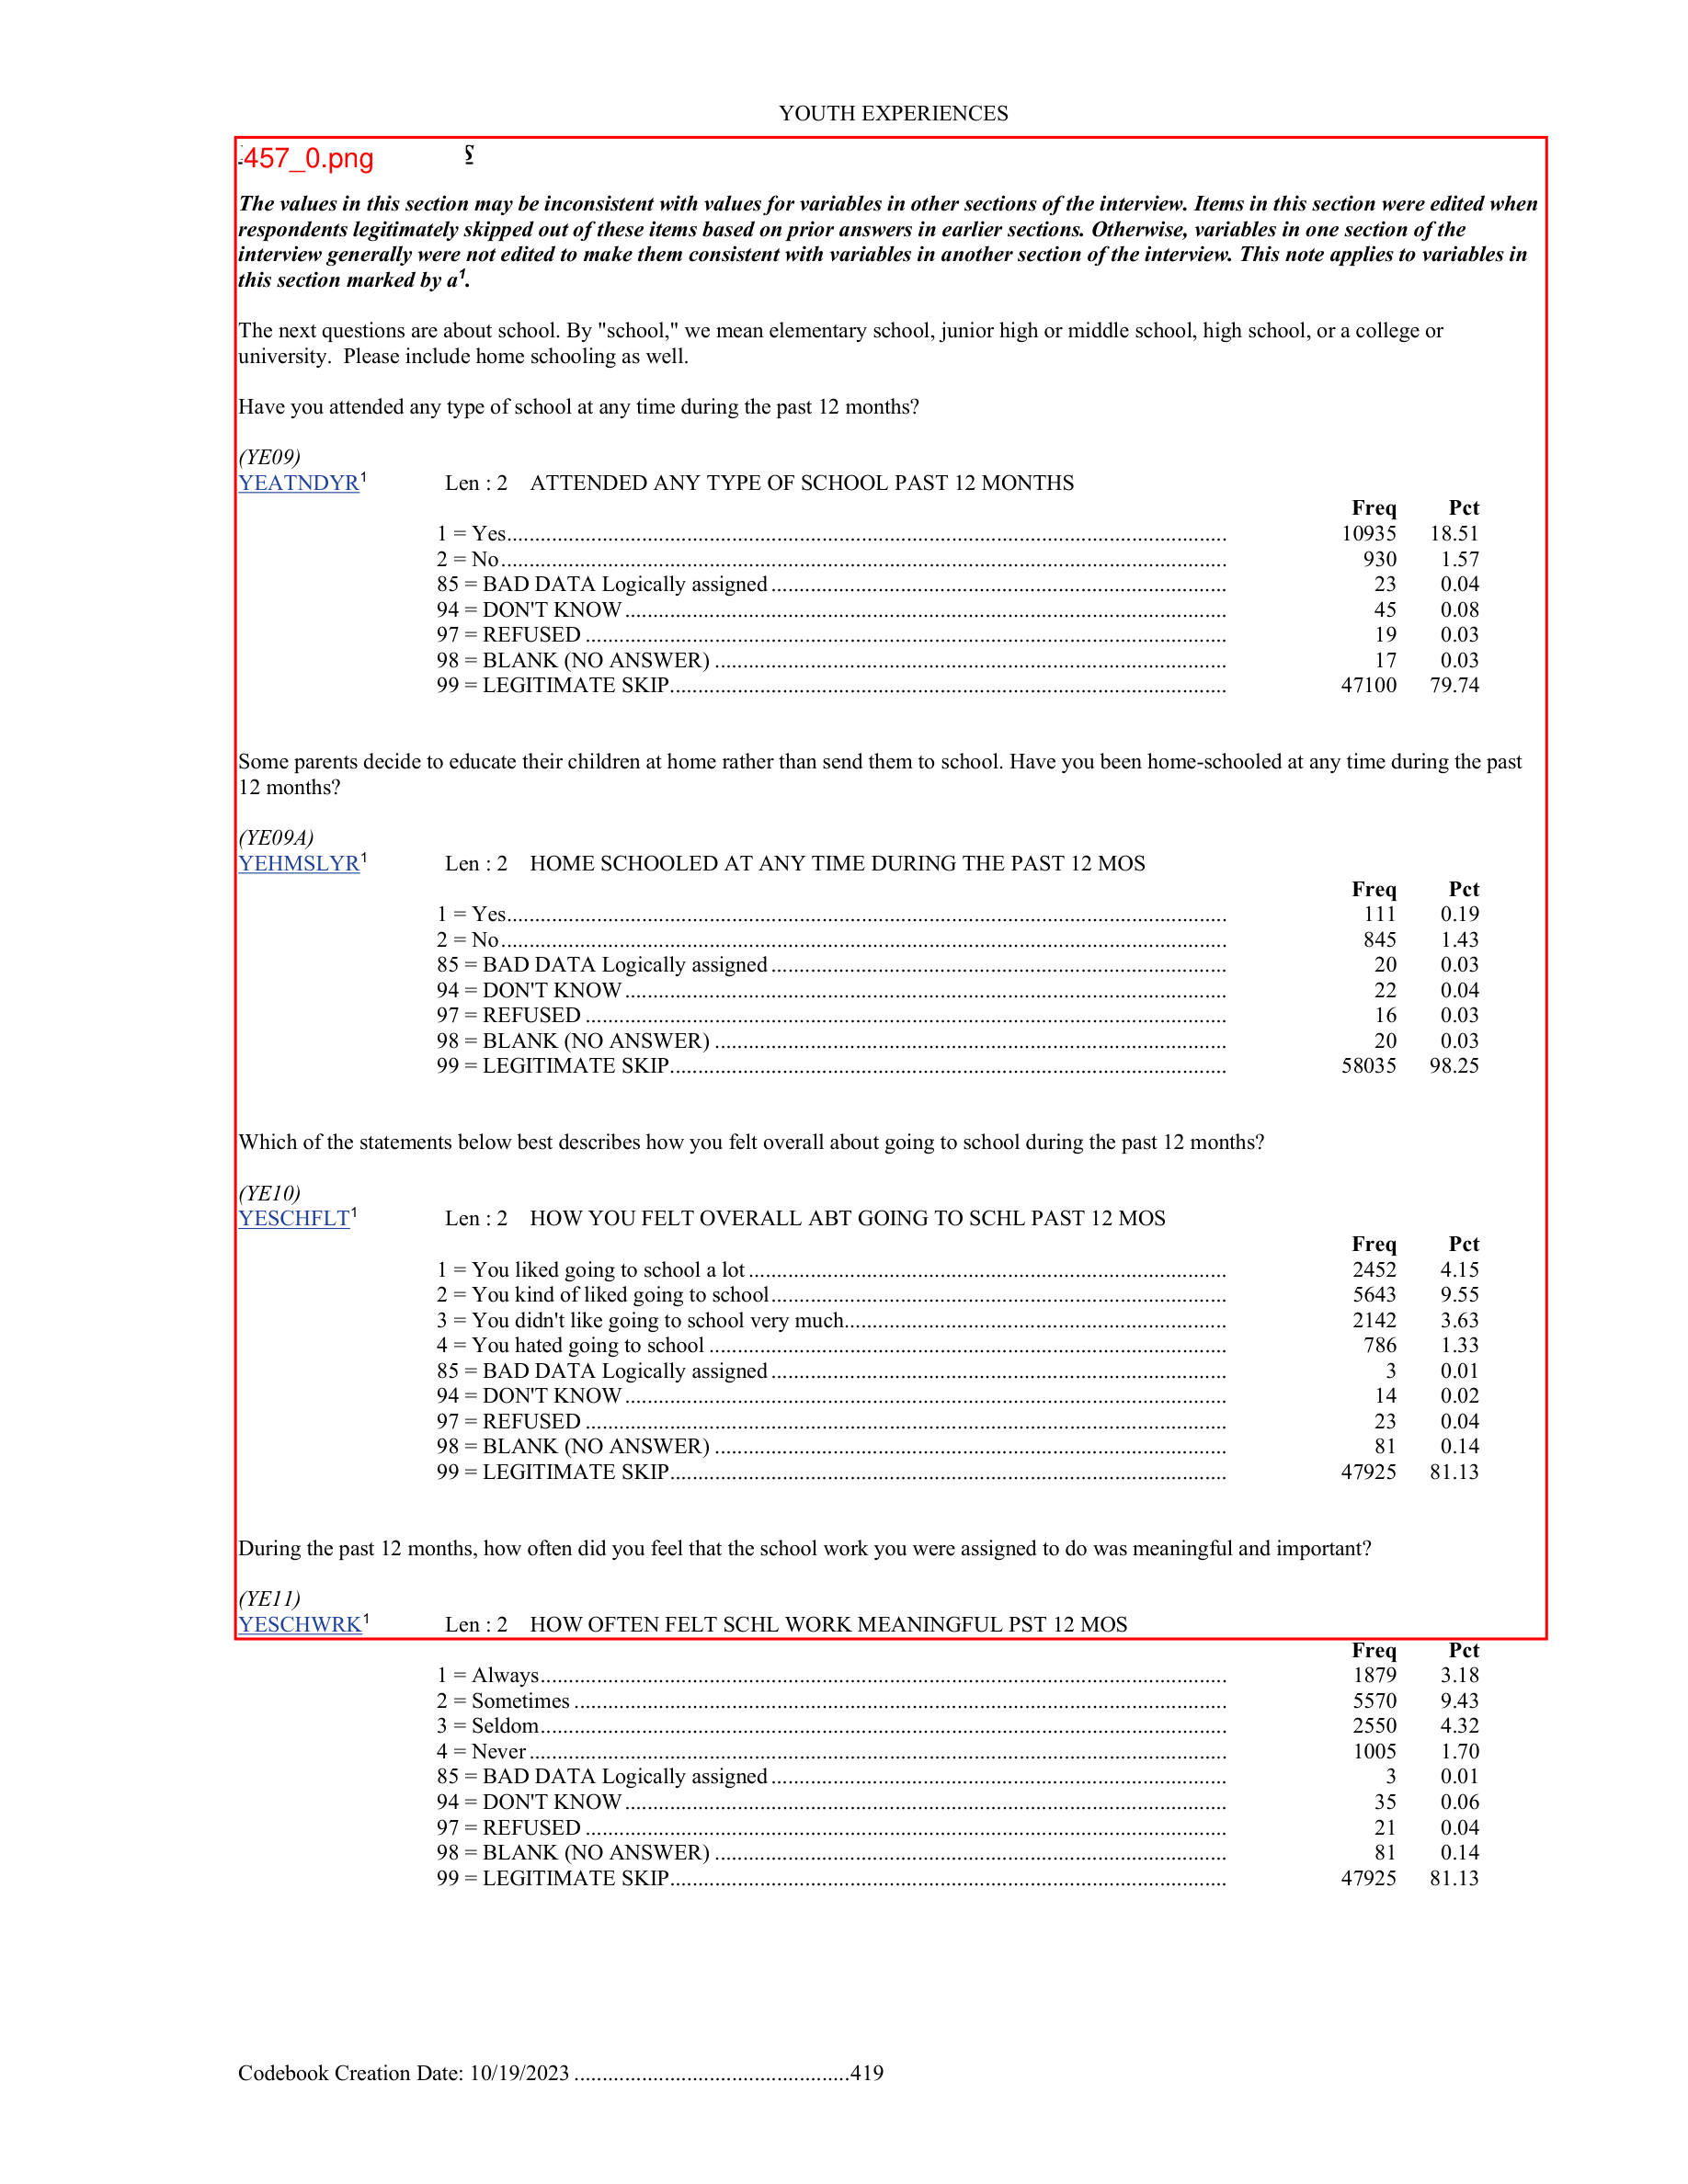 YOUTH EXPERIENCES
457_0.png
The values in this section may be inconsistent with values for variables in other sections of the interview. Items in this section were edited when
respondents legitimately skipped out of these items based on prior answers in earlier sections. Otherwise, variables in one section of the
interview generally were not edited to make them consistent with variables in another section of the interview. This note applies to variables in
this section marked by a¹.
The next questions are about school. By "school," we mean elementary school, junior high or middle school, high school, or a college or
university. Please include home schooling as well.
Have you attended any type of school at any time during the past 12 months?
(YE09)
YEATNDYR¹ Len : 2 ATTENDED ANY TYPE OF SCHOOL PAST 12 MONTHS
Freq Pct
1 = Yes 10935 18.51
2 = No 930 1.57
85 = BAD DATA Logically assigned 23 0.04
94 = DON'T KNOW 45 0.08
97 = REFUSED 19 0.03
98 = BLANK (NO ANSWER) 17 0.03
99 = LEGITIMATE SKIP 47100 79.74
Some parents decide to educate their children at home rather than send them to school. Have you been home-schooled at any time during the past
12 months?
(YE09A)
YEHMSLYR¹ Len : 2 HOME SCHOOLED AT ANY TIME DURING THE PAST 12 MOS
Freq Pct
1 = Yes 111 0.19
2 = No 845 1.43
85 = BAD DATA Logically assigned 20 0.03
94 = DON'T KNOW 22 0.04
97 = REFUSED 16 0.03
98 = BLANK (NO ANSWER) 20 0.03
99 = LEGITIMATE SKIP 58035 98.25
Which of the statements below best describes how you felt overall about going to school during the past 12 months?
(YE10)
YESCHFLT¹ Len : 2 HOW YOU FELT OVERALL ABT GOING TO SCHL PAST 12 MOS
Freq Pct
1 = You liked going to school a lot 2452 4.15
2 = You kind of liked going to school 5643 9.55
3 = You didn't like going to school very much 2142 3.63
4 = You hated going to school 786 1.33
85 = BAD DATA Logically assigned 3 0.01
94 = DON'T KNOW 14 0.02
97 = REFUSED 23 0.04
98 = BLANK (NO ANSWER) 81 0.14
99 = LEGITIMATE SKIP 47925 81.13
During the past 12 months, how often did you feel that the school work you were assigned to do was meaningful and important?
(YE11)
YESCHWRK¹ Len : 2 HOW OFTEN FELT SCHL WORK MEANINGFUL PST 12 MOS
Freq Pct
1 = Always 1879 3.18
2 = Sometimes 5570 9.43
3 = Seldom 2550 4.32
4 = Never 1005 1.70
85 = BAD DATA Logically assigned 3 0.01
94 = DON'T KNOW 35 0.06
97 = REFUSED 21 0.04
98 = BLANK (NO ANSWER) 81 0.14
99 = LEGITIMATE SKIP 47925 81.13
Codebook Creation Date: 10/19/2023 419